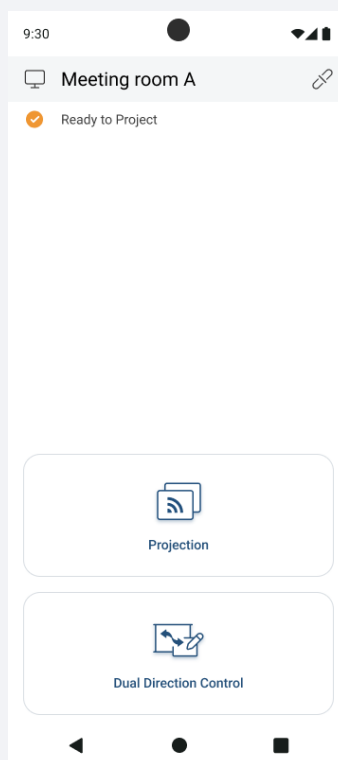 9:30
Meeting room A
Ready to Project
Projection
Dual Direction Control